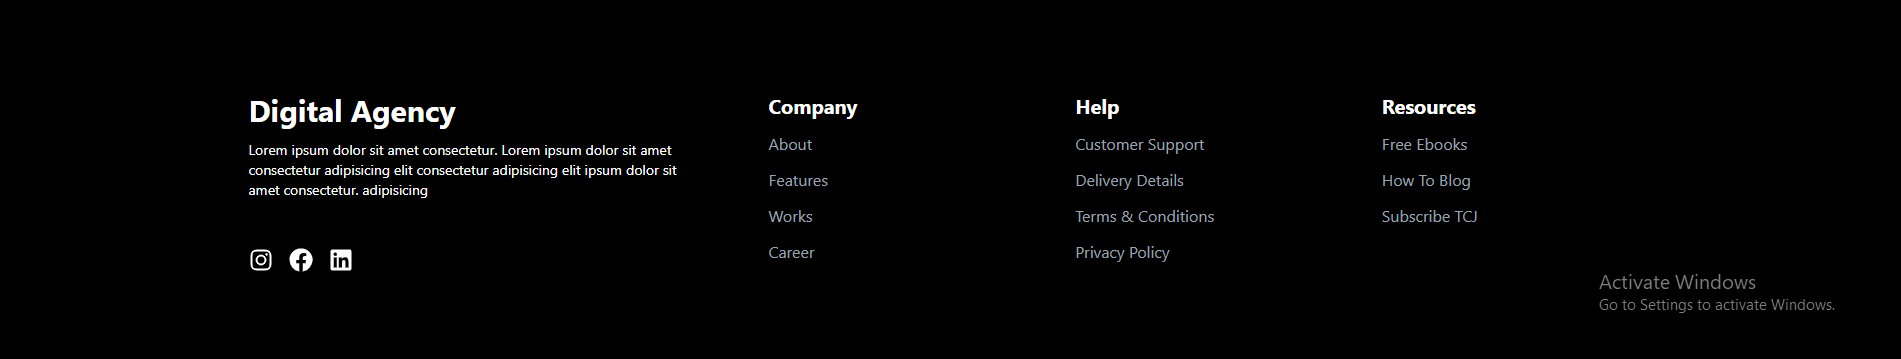 Digital Agency
Lorem ipsum dolor sit amet consectetur. Lorem ipsum dolor sit amet
consectetur adipisicing elit consectetur adipisicing elit ipsum dolor sit
amet consectetur. adipisicing
Company
About
Features
Works
Career
Help
Customer Support
Delivery Details
Terms & Conditions
Privacy Policy
Resources
Free Ebooks
How To Blog
Subscribe TCJ
Activate Windows
Go to Settings to activate Windows.